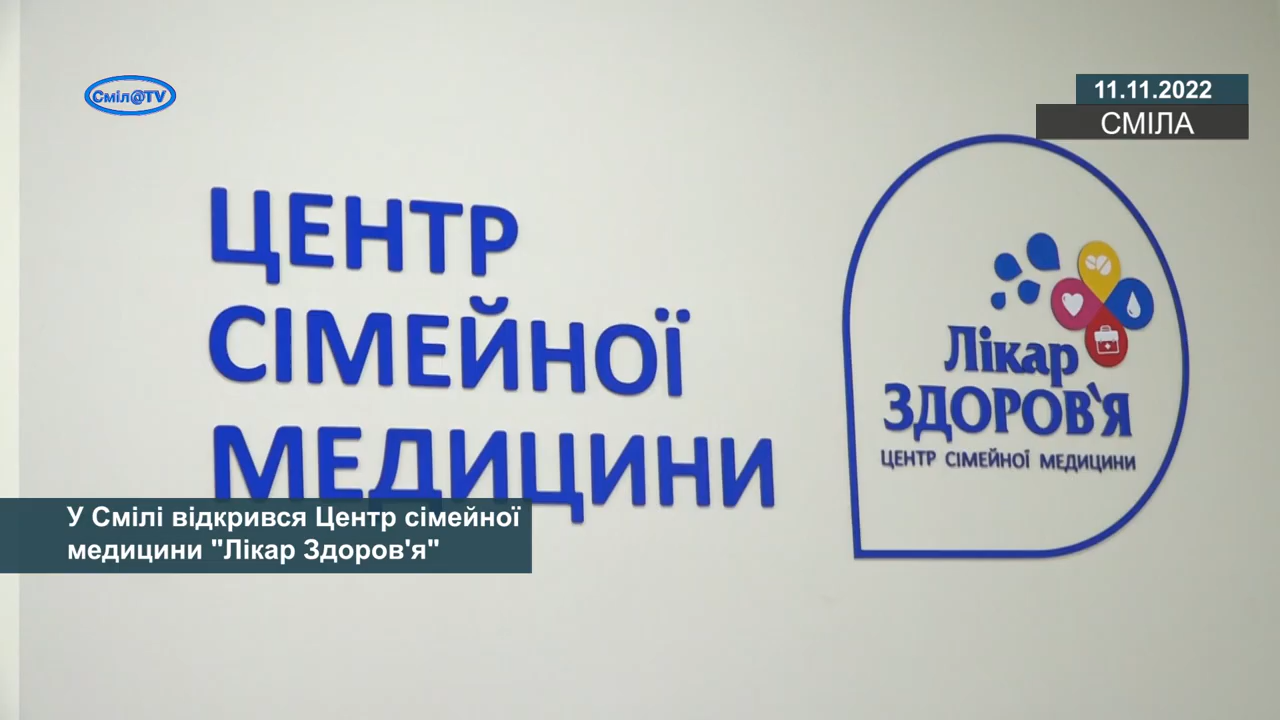 Сміл@TV
11.11.2022
СМІЛА
ЦЕНТР
СІМЕЙНОЇ
МЕДИЦИНИ
Лікар
ЗДОРОВ`Я
ЦЕНТР СІМЕЙНОЇ МЕДИЦИНИ
У Смілі відкрився Центр сімейної
медицини "Лікар Здоров'я"